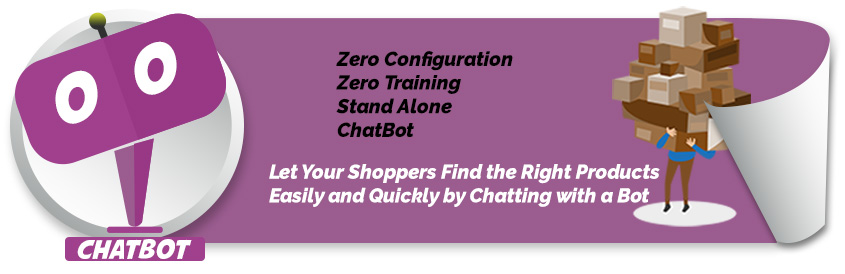 Zero Configuration
Zero Training
Stand Alone
ChatBot
Let Your Shoppers Find the Right Products
Easily and Quickly by Chatting with a Bot
CHATBOT